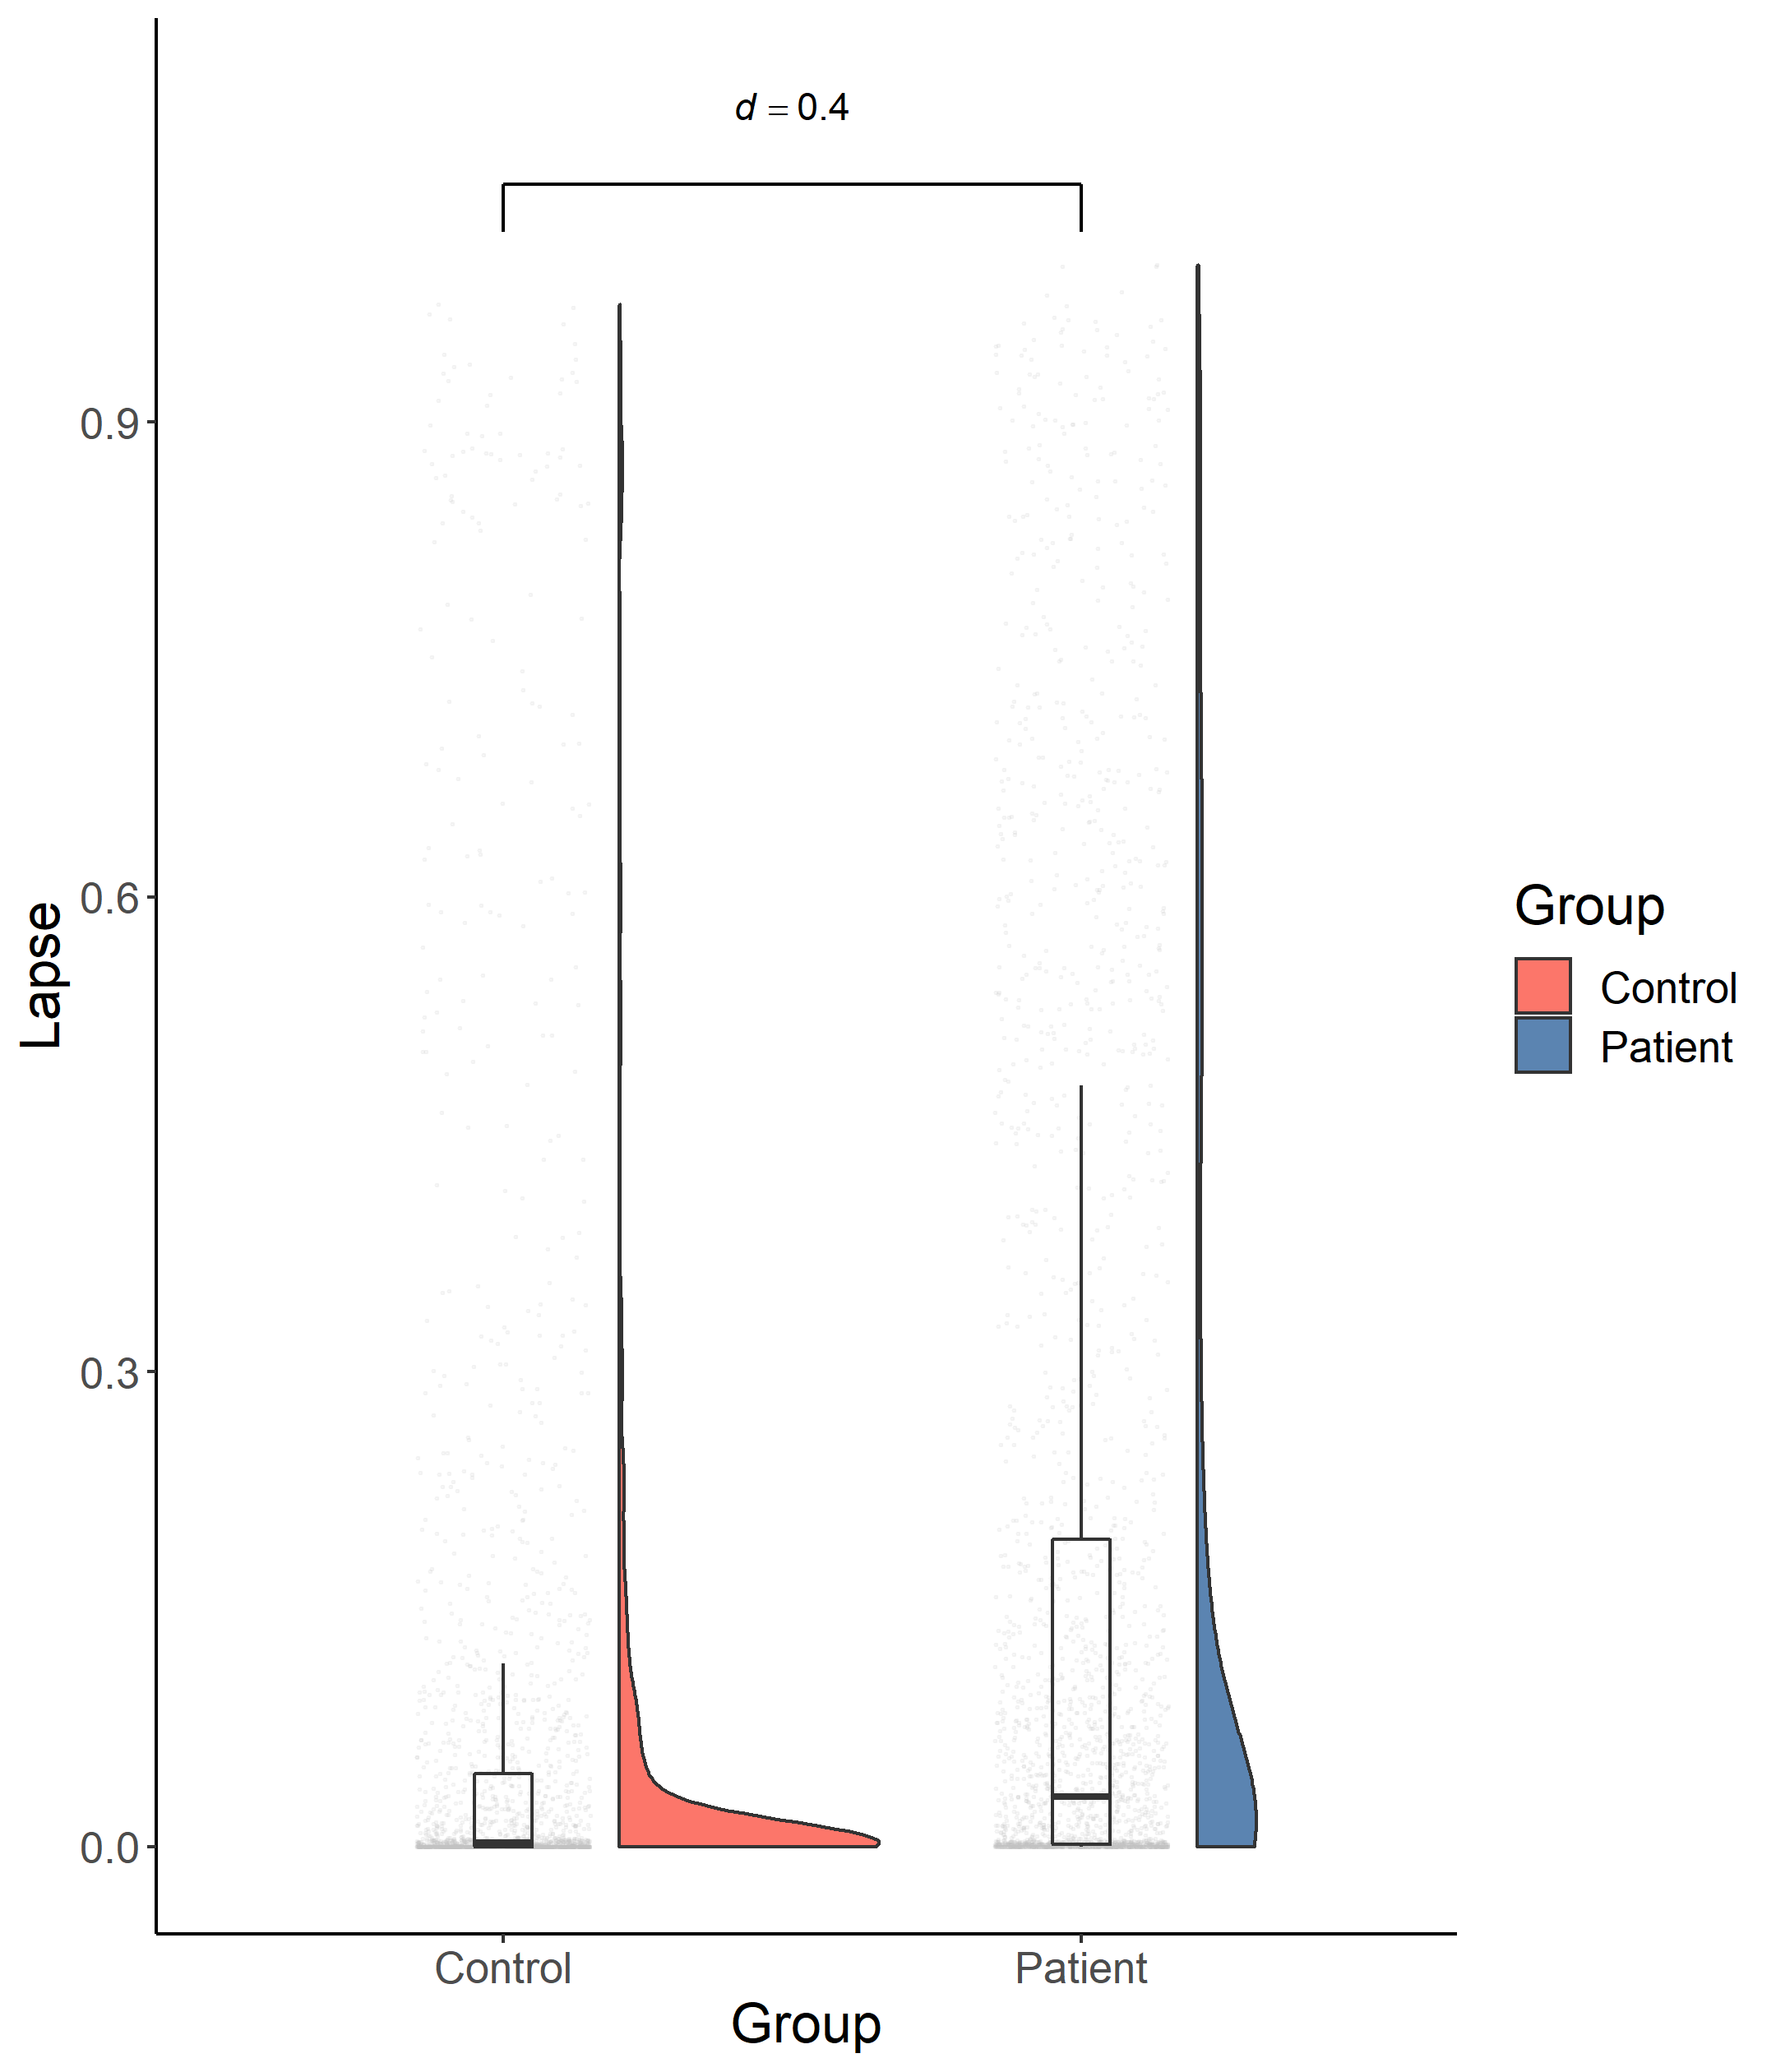 d = 0.4
0.9
0.6
0.3
0.0
Lapse
Control
Patient
Group
Group
Control
Patient